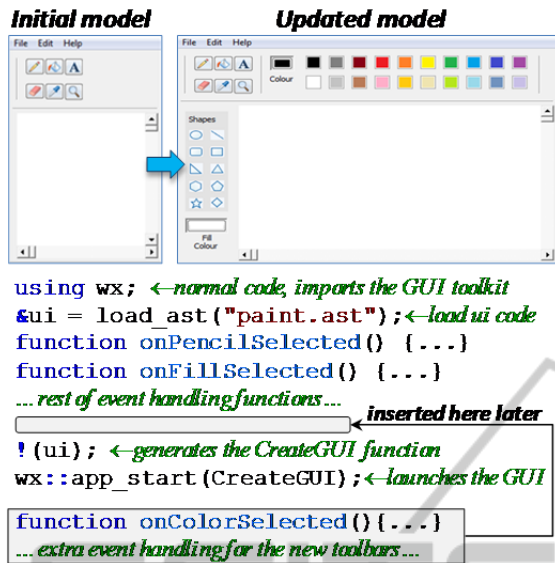 Initial model
Updated model
File Edit Help
A
File Edit Help
A
Colour
Shapes
Fill
Colour
using wx; ←normal code, imports the GUI toolkit
&ui = load_ast("paint.ast");←load ui code
function onPencilSelected() {...}
function onFillSelected() {...}
.... rest of event handling functions ....
inserted here later
!(ui); ←generates the CreateGUI function
wx::app_start(CreateGUI);←launches the GUI
function onColorSelected(){...}
.... extra event handling for the new toolbars ....